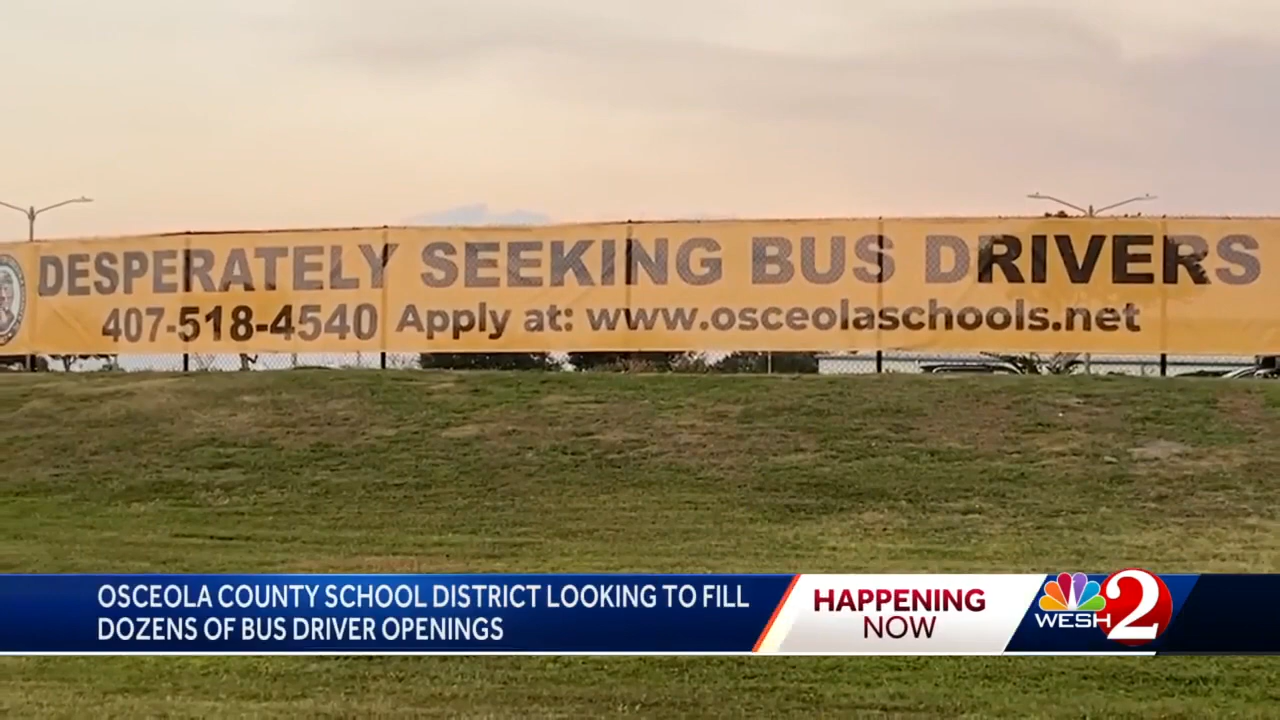 DESPERATELY SEEKING BUS DRIVERS
407-518-4540 Apply at: www.osceolaschools.net
OSCEOLA COUNTY SCHOOL DISTRICT LOOKING TO FILL
DOZENS OF BUS DRIVER OPENINGS
HAPPENING
NOW
WESH 2